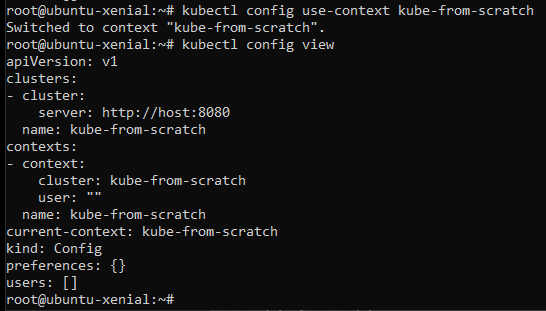 root@ubuntu-xenial:~# kubectl config use-context kube-from-scratch
Switched to context "kube-from-scratch".
root@ubuntu-xenial:~# kubectl config view
apiVersion: v1
clusters:
- cluster:
    server: http://host:8080
  name: kube-from-scratch
contexts:
- context:
    cluster: kube-from-scratch
    user: ""
  name: kube-from-scratch
current-context: kube-from-scratch
kind: Config
preferences: {}
users: []
root@ubuntu-xenial:~#